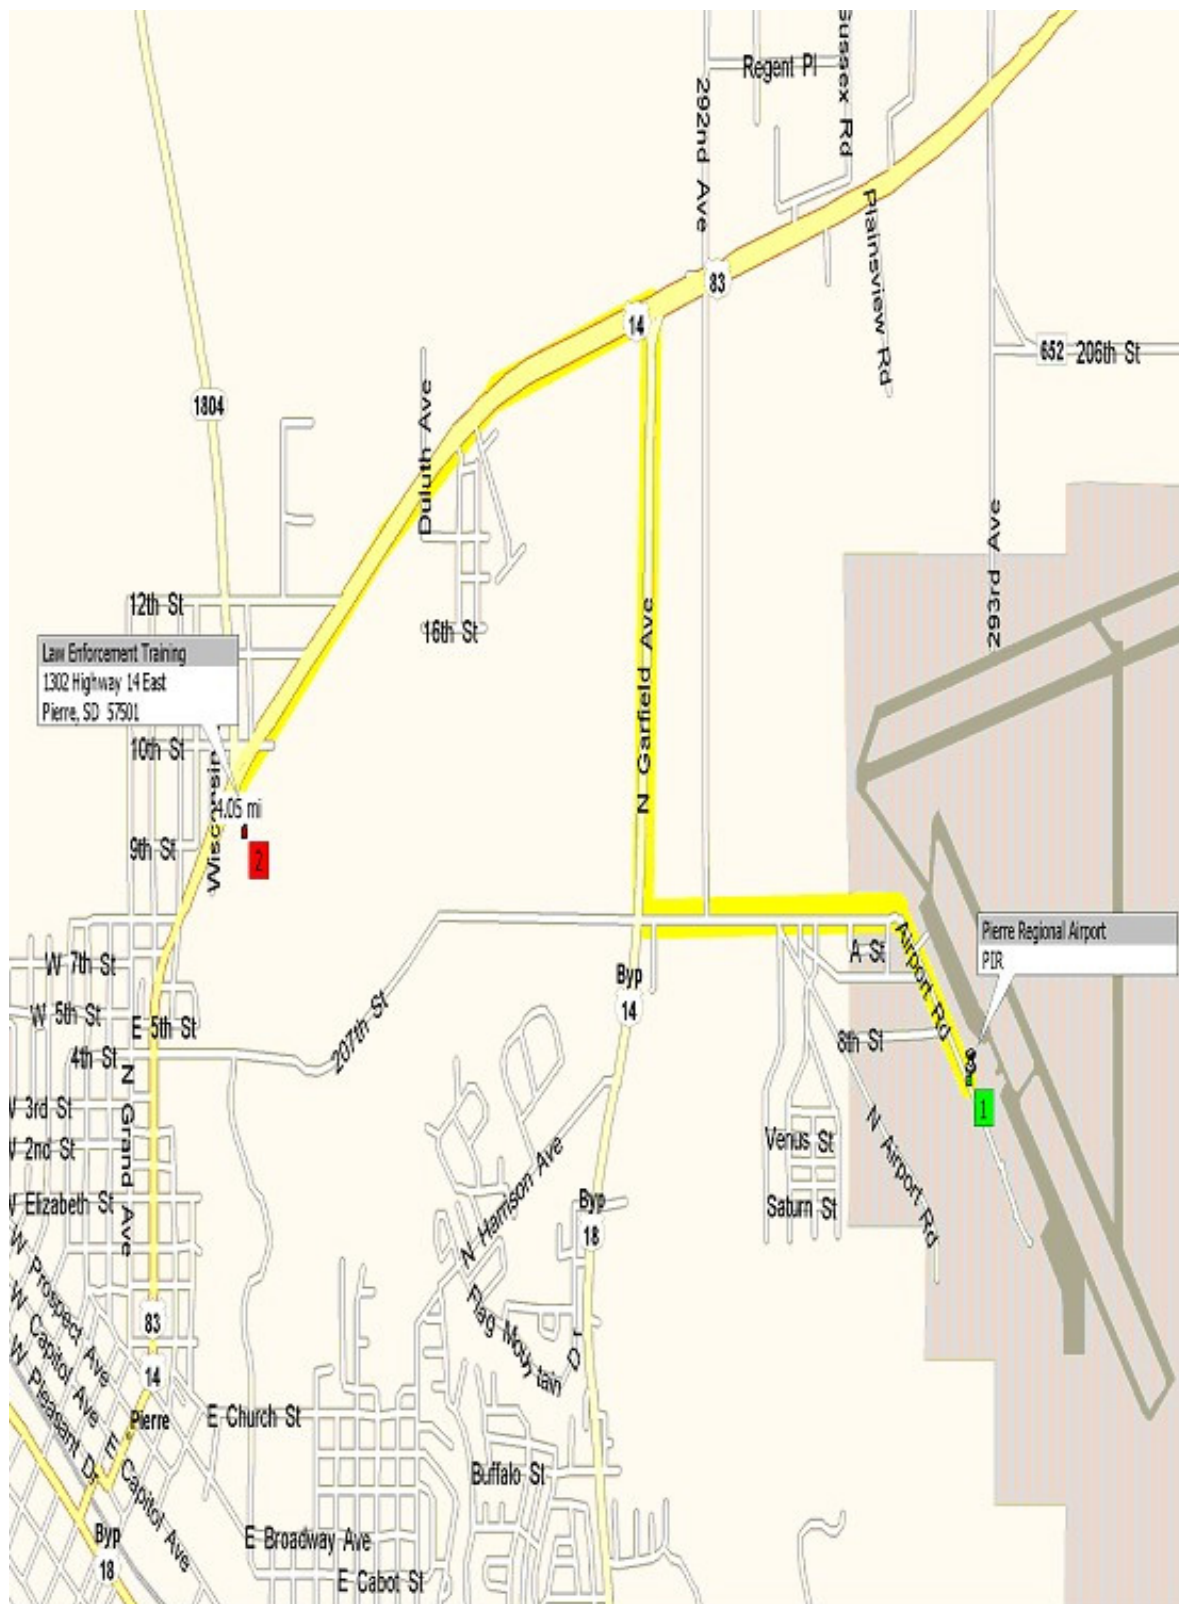 Regent Pl
Sussex Rd
292nd Ave
Plainsview Rd
83
14
652
206th St
1804
Duluth Ave
293rd Ave
12th St
16th St
N Garfield Ave
Law Enforcement Training
1302 Highway 14 East
Pierre, SD 57501
10th St
Wisconsin
4.05 mi
9th St
2
Pierre Regional Airport
PIR
A St
Airport Rd
W 7th St
Byp
14
W 5th St
E 5th St
207th St
8th St
4th St
1
N Grand Ave
W 3rd St
W 2nd St
N Airport Rd
Venus St
N Harrison Ave
W Elizabeth St
Byp
18
Saturn St
W Prospect Ave
W Capitol Ave
W Pleasant Dr
83
14
Flag Mountain Dr
Pierre
E Church St
E Capitol Ave
Buffalo St
Byp
18
E Broadway Ave
E Cabot St